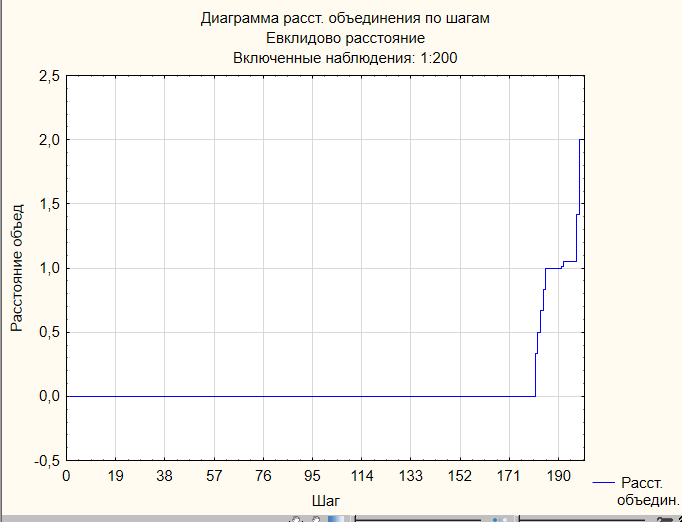 Диаграмма расст. объединения по шагам
Евклидово расстояние
Включенные наблюдения: 1:200
2,5
2,0
1,5
1,0
0,5
0,0
-0,5
Расстояние объед
0 19 38 57 76 95 114 133 152 171 190
Шаг
Расст.
объедин.